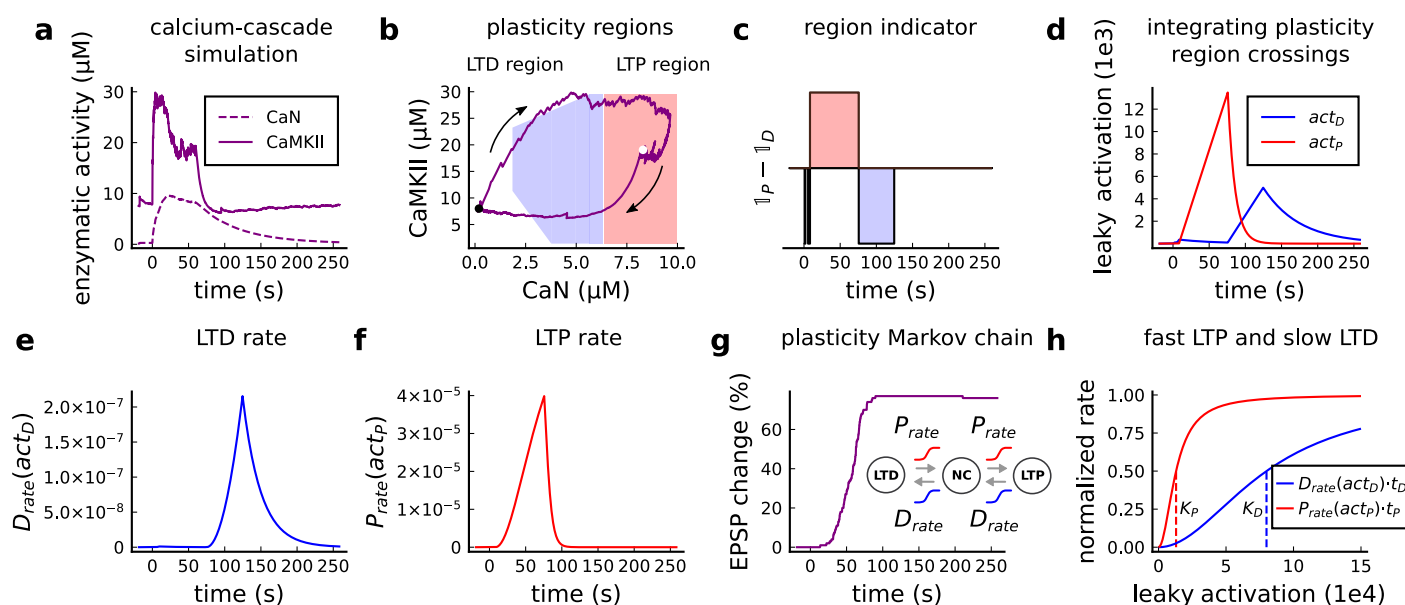 a
calcium-cascade
simulation
enzymatic activity (µM)
30
20
10
0
CaN
CaMKII
0 50 100 150 200 250
time (s)
b
plasticity regions
LTD region
LTP region
CaMKII (µM)
30
25
20
15
10
5
0.0 2.5 5.0 7.5 10.0
CaN (µM)
c
region indicator
𝟙P − 𝟙D
0 50 100 150 200 250
time (s)
d
integrating plasticity
region crossings
leaky activation (1e3)
12
10
8
6
4
2
actD
actP
0 50 100 150 200 250
time (s)
e
LTD rate
Drate(actD)
2.0×10⁻⁷
1.5×10⁻⁷
1.0×10⁻⁷
5.0×10⁻⁸
0
0 50 100 150 200 250
time (s)
f
LTP rate
Prate(actP)
4×10⁻⁵
3×10⁻⁵
2×10⁻⁵
1×10⁻⁵
0
0 50 100 150 200 250
time (s)
g
plasticity Markov chain
EPSP change (%)
60
40
20
0
Prate Prate
LTD NC LTP
Drate Drate
0 50 100 150 200 250
time (s)
h
fast LTP and slow LTD
normalized rate
1.00
0.75
0.50
0.25
0.00
KP
KD
Drate(actD)·tD
Prate(actP)·tP
0 5 10 15
leaky activation (1e4)